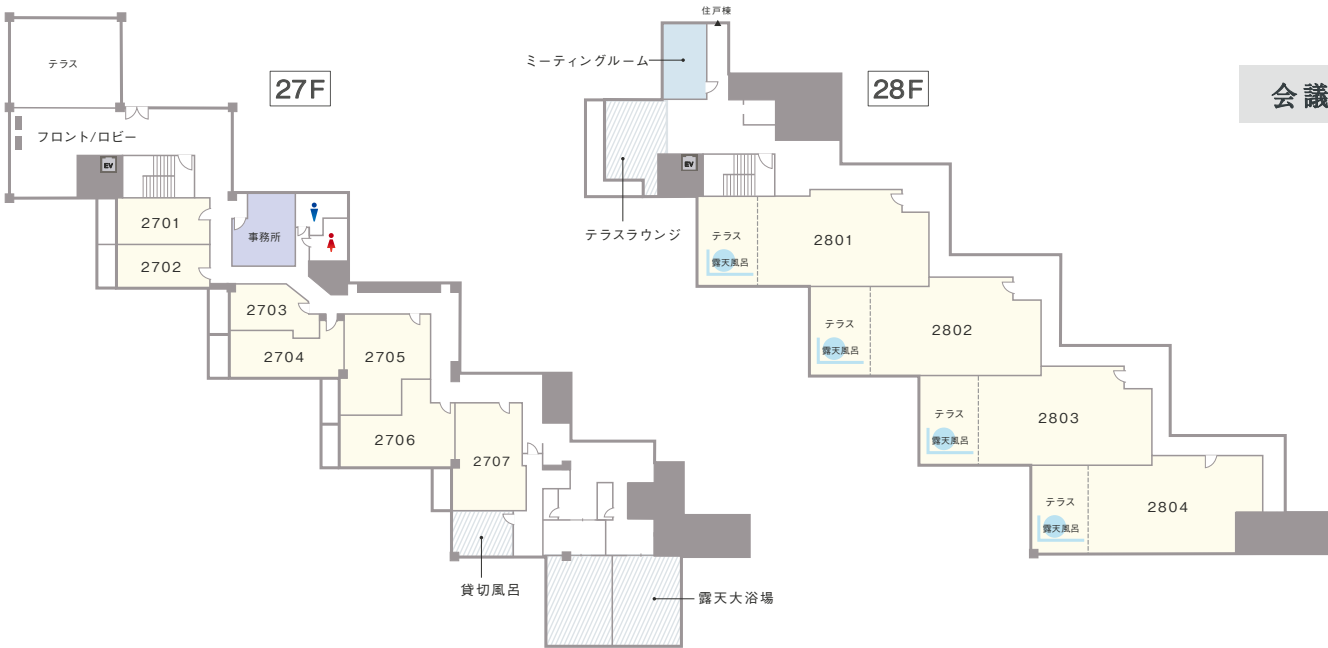 テラス
27F
フロント/ロビー
EV
2701
事務所
2702
2703
2704
2705
2706
2707
貸切風呂
露天大浴場
住戸棟
ミーティングルーム
28F
EV
テラスラウンジ
テラス
露天風呂
2801
テラス
露天風呂
2802
テラス
露天風呂
2803
テラス
露天風呂
2804
会議